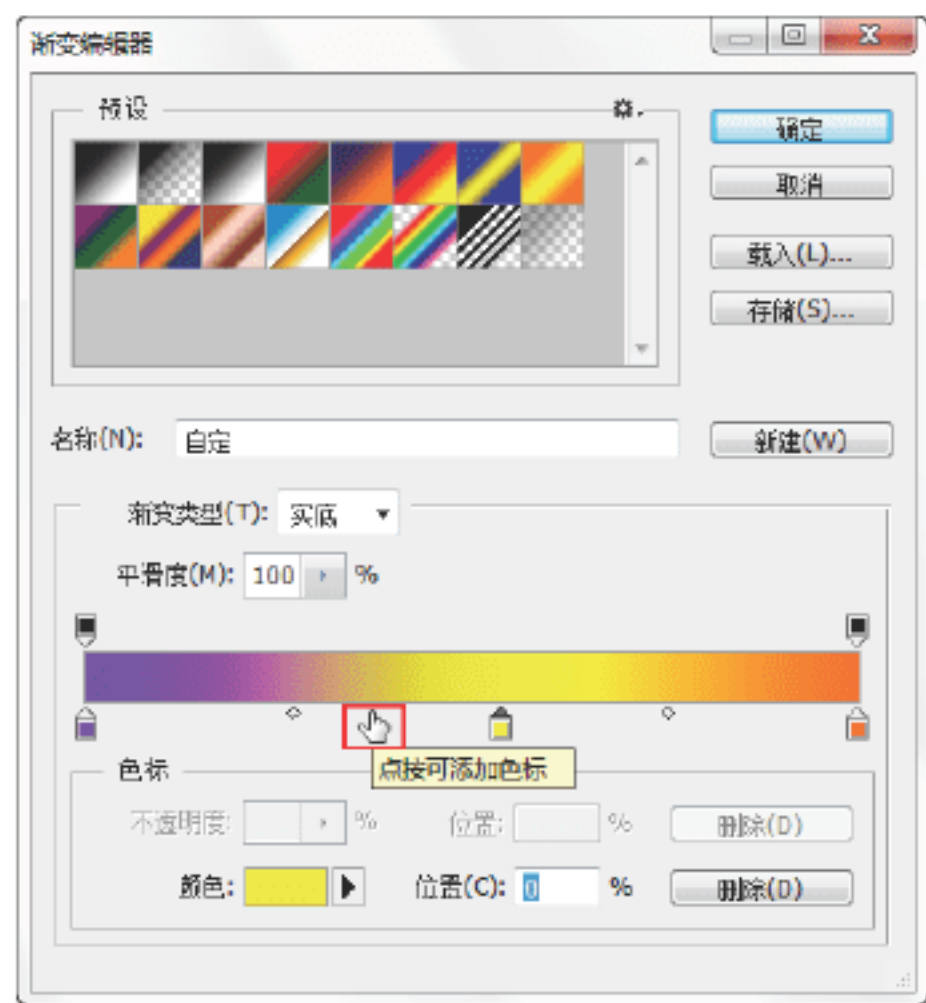 渐变编辑器
预设
确定
取消
载入(L)...
存储(S)...
名称(N): 自定
新建(W)
渐变类型(T): 实底
平滑度(M): 100 %
点按可添加色标
色标
不透明度: % 位置: % 删除(D)
颜色: 位置(C): 0 % 删除(D)